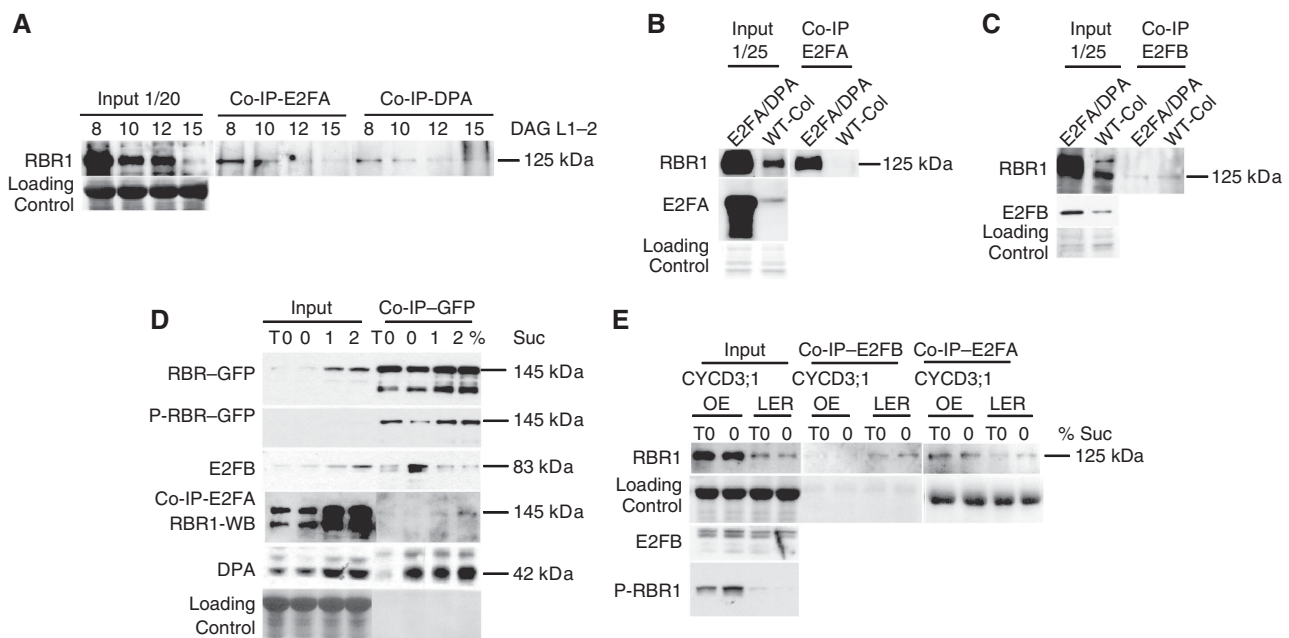 A
Input 1/20 Co-IP-E2FA Co-IP-DPA
8 10 12 15 8 10 12 15 8 10 12 15 DAG L1–2
RBR1 125 kDa
Loading
Control
B
Input
1/25
Co-IP
E2FA
E2FA/DPA WT-Col E2FA/DPA WT-Col
RBR1 125 kDa
E2FA
Loading
Control
C
Input
1/25
Co-IP
E2FB
E2FA/DPA WT-Col E2FA/DPA WT-Col
RBR1 125 kDa
E2FB
Loading
Control
D
Input Co-IP–GFP
T0 0 1 2 T0 0 1 2 % Suc
RBR–GFP 145 kDa
P-RBR–GFP 145 kDa
E2FB 83 kDa
Co-IP-E2FA
RBR1-WB 145 kDa
DPA 42 kDa
Loading
Control
E
Input Co-IP–E2FB Co-IP–E2FA
CYCD3;1 CYCD3;1 CYCD3;1
OE LER OE LER OE LER
T0 0 T0 0 T0 0 T0 0 T0 0 T0 0 % Suc
RBR1 125 kDa
Loading
Control
E2FB
P-RBR1